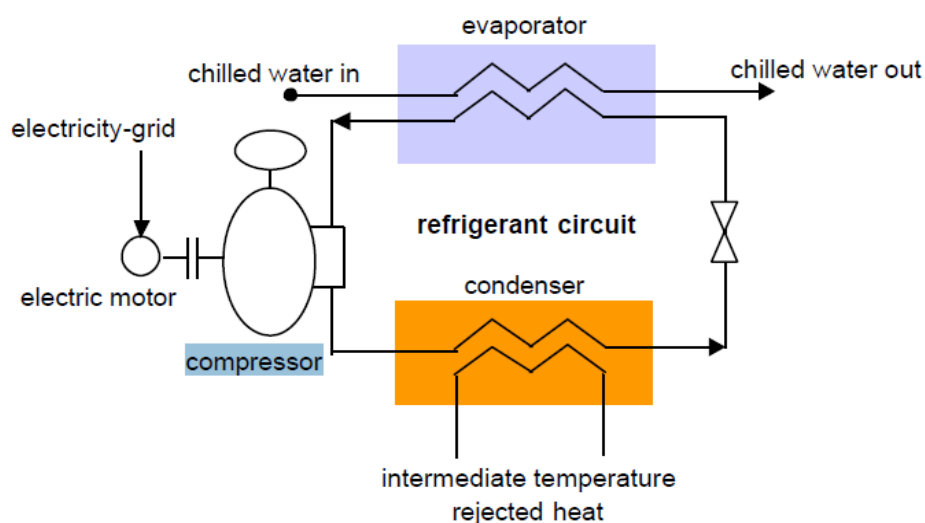 evaporator
chilled water in
chilled water out
electricity-grid
refrigerant circuit
electric motor
condenser
compressor
intermediate temperature
rejected heat